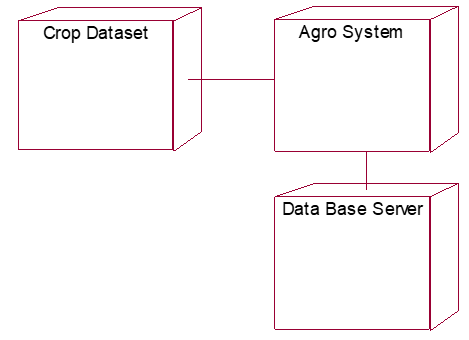 Crop Dataset
Agro System
Data Base Server